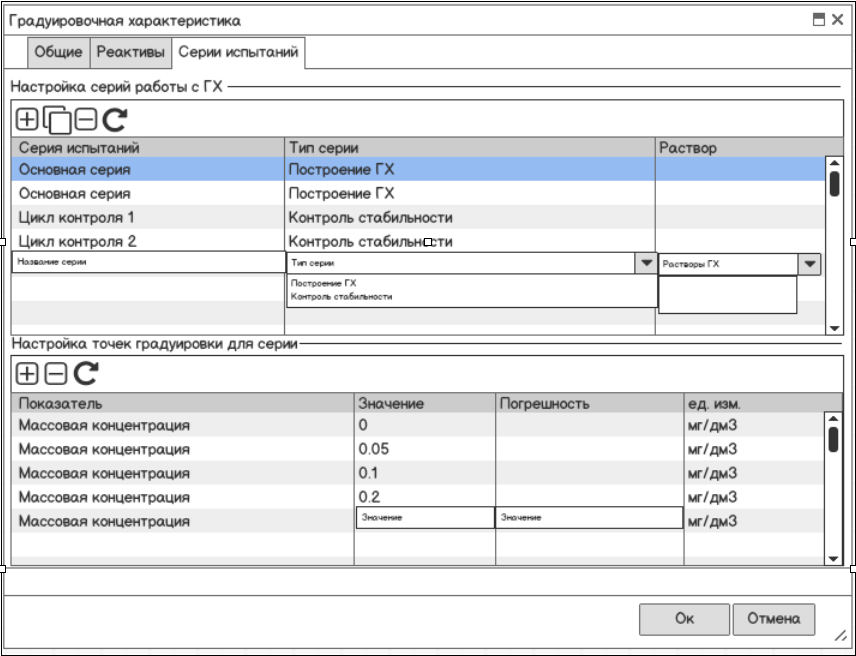 Градуировочная характеристика
Общие Реактивы Серии испытаний
Настройка серий работы с ГХ
Серия испытаний Тип серии Раствор
Основная серия Построение ГХ
Основная серия Построение ГХ
Цикл контроля 1 Контроль стабильности
Цикл контроля 2 Контроль стабильности
Название серии Тип серии Растворы ГХ
Построение ГХ
Контроль стабильности
Настройка точек градуировки для серии
Показатель Значение Погрешность ед. изм.
Массовая концентрация 0 мг/дм3
Массовая концентрация 0.05 мг/дм3
Массовая концентрация 0.1 мг/дм3
Массовая концентрация 0.2 мг/дм3
Массовая концентрация Значение Значение мг/дм3
Ок Отмена